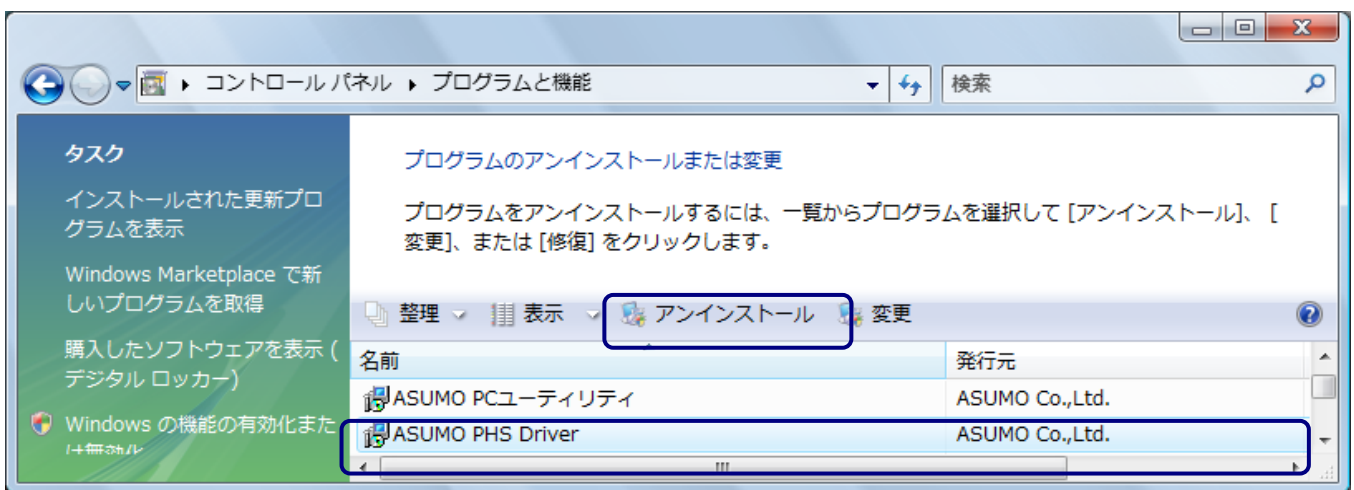 コントロール パネル ▸ プログラムと機能
検索
タスク
インストールされた更新プロ
グラムを表示
Windows Marketplace で新
しいプログラムを取得
購入したソフトウェアを表示 (
デジタル ロッカー)
Windows の機能の有効化また
は無効化
プログラムのアンインストールまたは変更
プログラムをアンインストールするには、一覧からプログラムを選択して [アンインストール]、 [
変更]、または [修復] をクリックします。
整理 表示 アンインストール 変更
名前 発行元
ASUMO PCユーティリティ ASUMO Co.,Ltd.
ASUMO PHS Driver ASUMO Co.,Ltd.